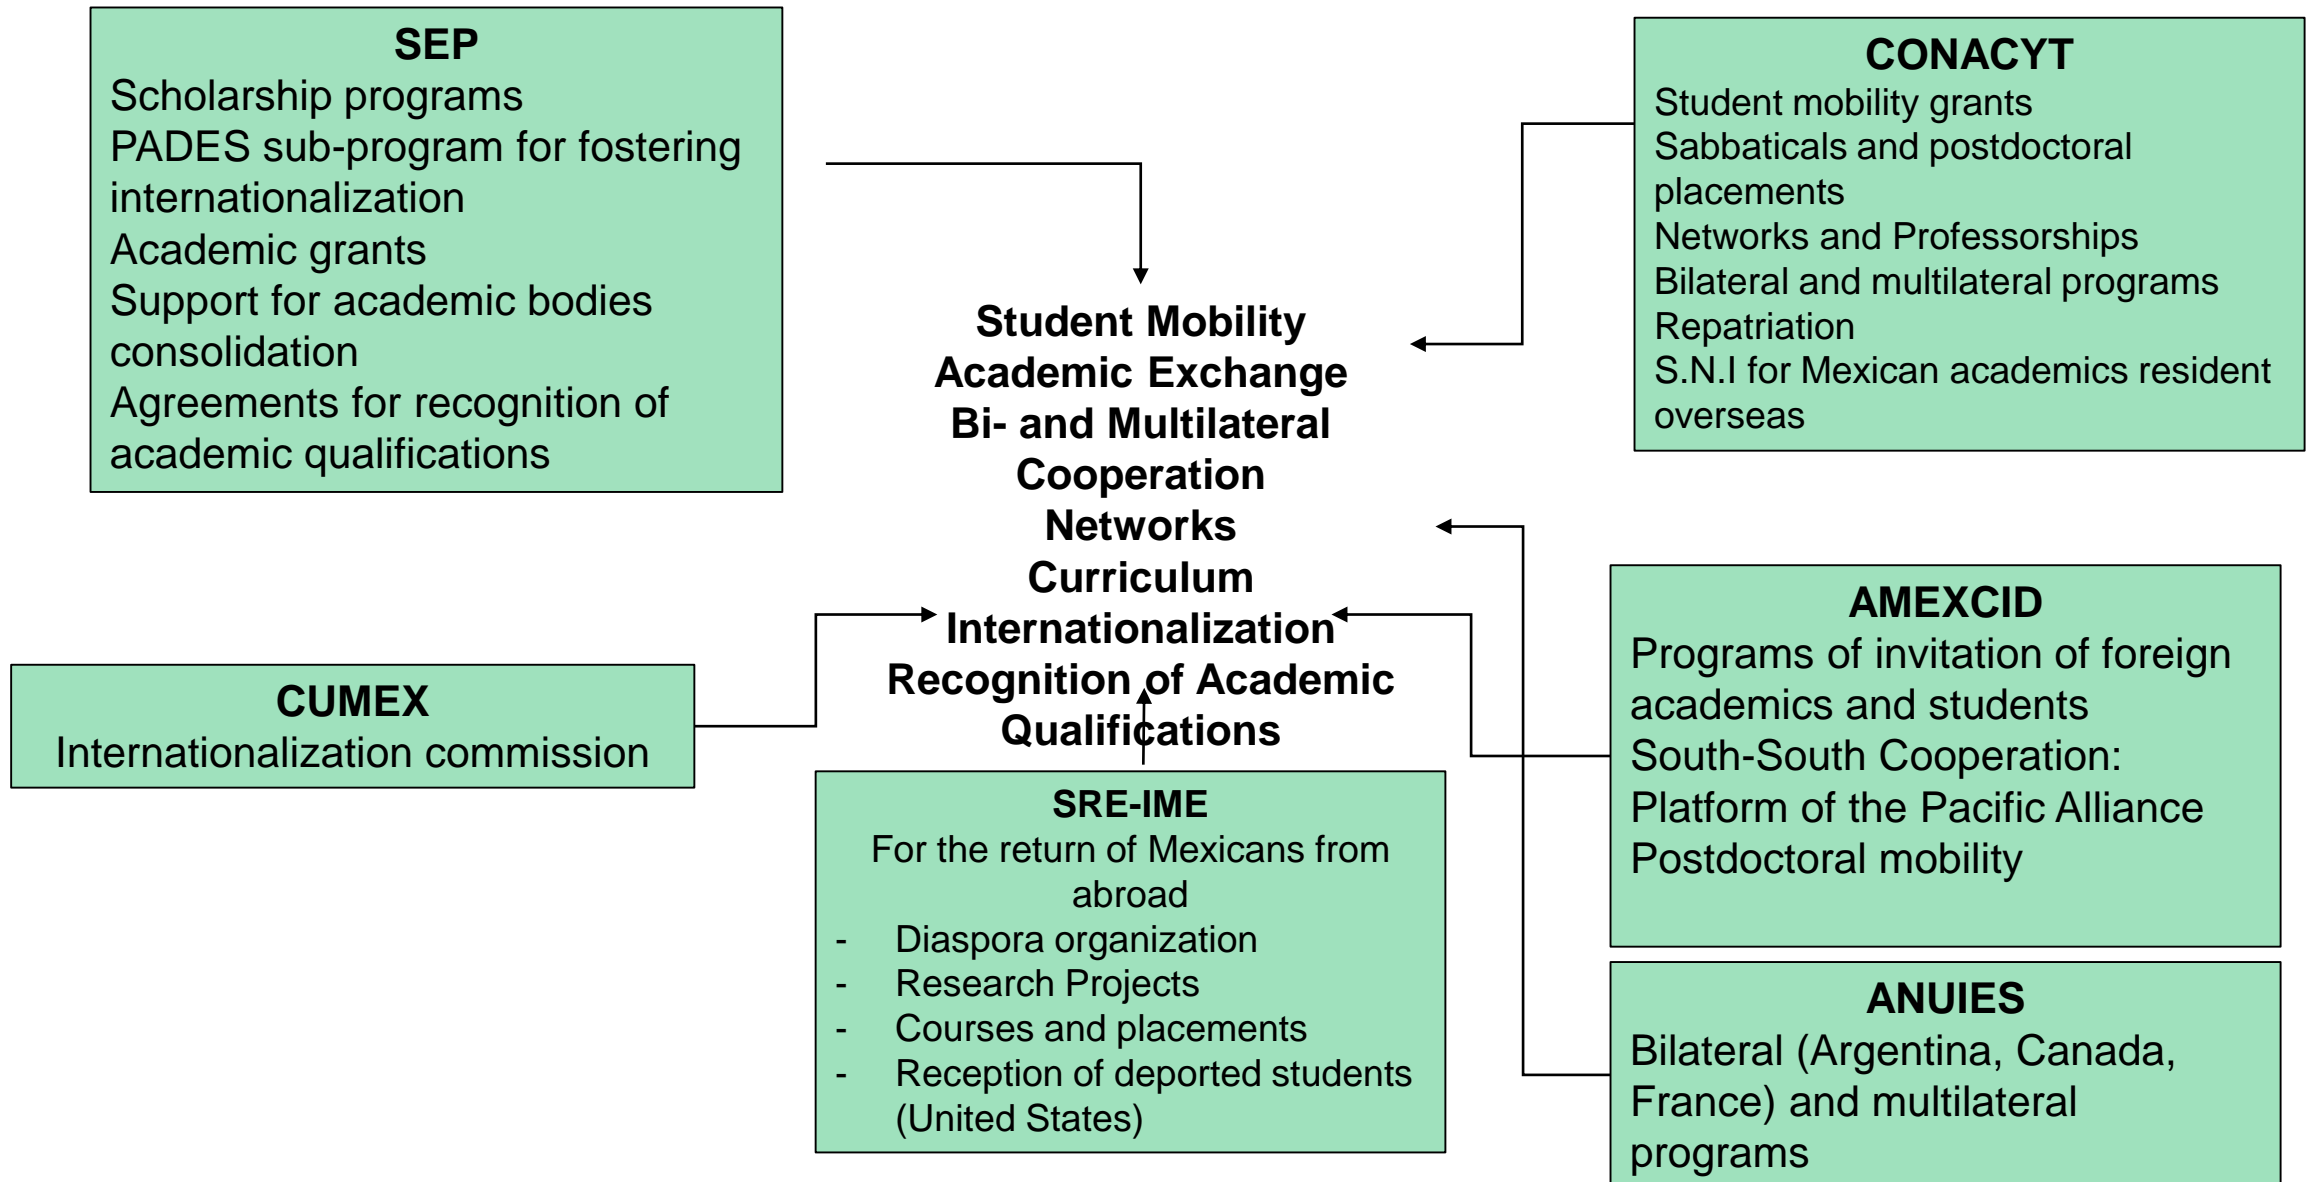 SEP
Scholarship programs
PADES sub-program for fostering
internationalization
Academic grants
Support for academic bodies
consolidation
Agreements for recognition of
academic qualifications
CONACYT
Student mobility grants
Sabbaticals and postdoctoral
placements
Networks and Professorships
Bilateral and multilateral programs
Repatriation
S.N.I for Mexican academics resident
overseas
Student Mobility
Academic Exchange
Bi- and Multilateral
Cooperation
Networks
Curriculum
Internationalization
Recognition of Academic
Qualifications
CUMEX
Internationalization commission
SRE-IME
For the return of Mexicans from
abroad
- Diaspora organization
- Research Projects
- Courses and placements
- Reception of deported students
(United States)
AMEXCID
Programs of invitation of foreign
academics and students
South-South Cooperation:
Platform of the Pacific Alliance
Postdoctoral mobility
ANUIES
Bilateral (Argentina, Canada,
France) and multilateral
programs